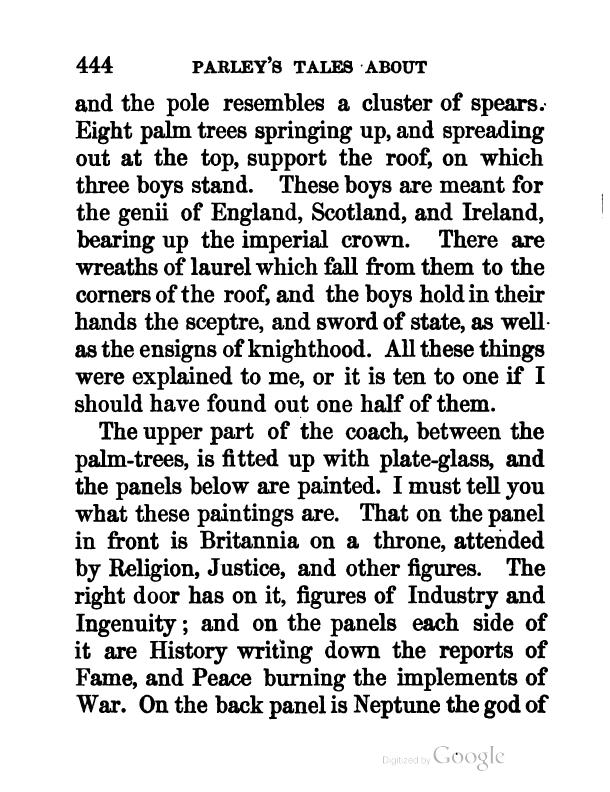 444 PARLEY'S TALES ABOUT
and the pole resembles a cluster of spears.
Eight palm trees springing up, and spreading
out at the top, support the roof, on which
three boys stand. These boys are meant for
the genii of England, Scotland, and Ireland,
bearing up the imperial crown. There are
wreaths of laurel which fall from them to the
corners of the roof, and the boys hold in their
hands the sceptre, and sword of state, as well
as the ensigns of knighthood. All these things
were explained to me, or it is ten to one if I
should have found out one half of them.
The upper part of the coach, between the
palm-trees, is fitted up with plate-glass, and
the panels below are painted. I must tell you
what these paintings are. That on the panel
in front is Britannia on a throne, attended
by Religion, Justice, and other figures. The
right door has on it, figures of Industry and
Ingenuity; and on the panels each side of
it are History writing down the reports of
Fame, and Peace burning the implements of
War. On the back panel is Neptune the god of
Digitized by Google